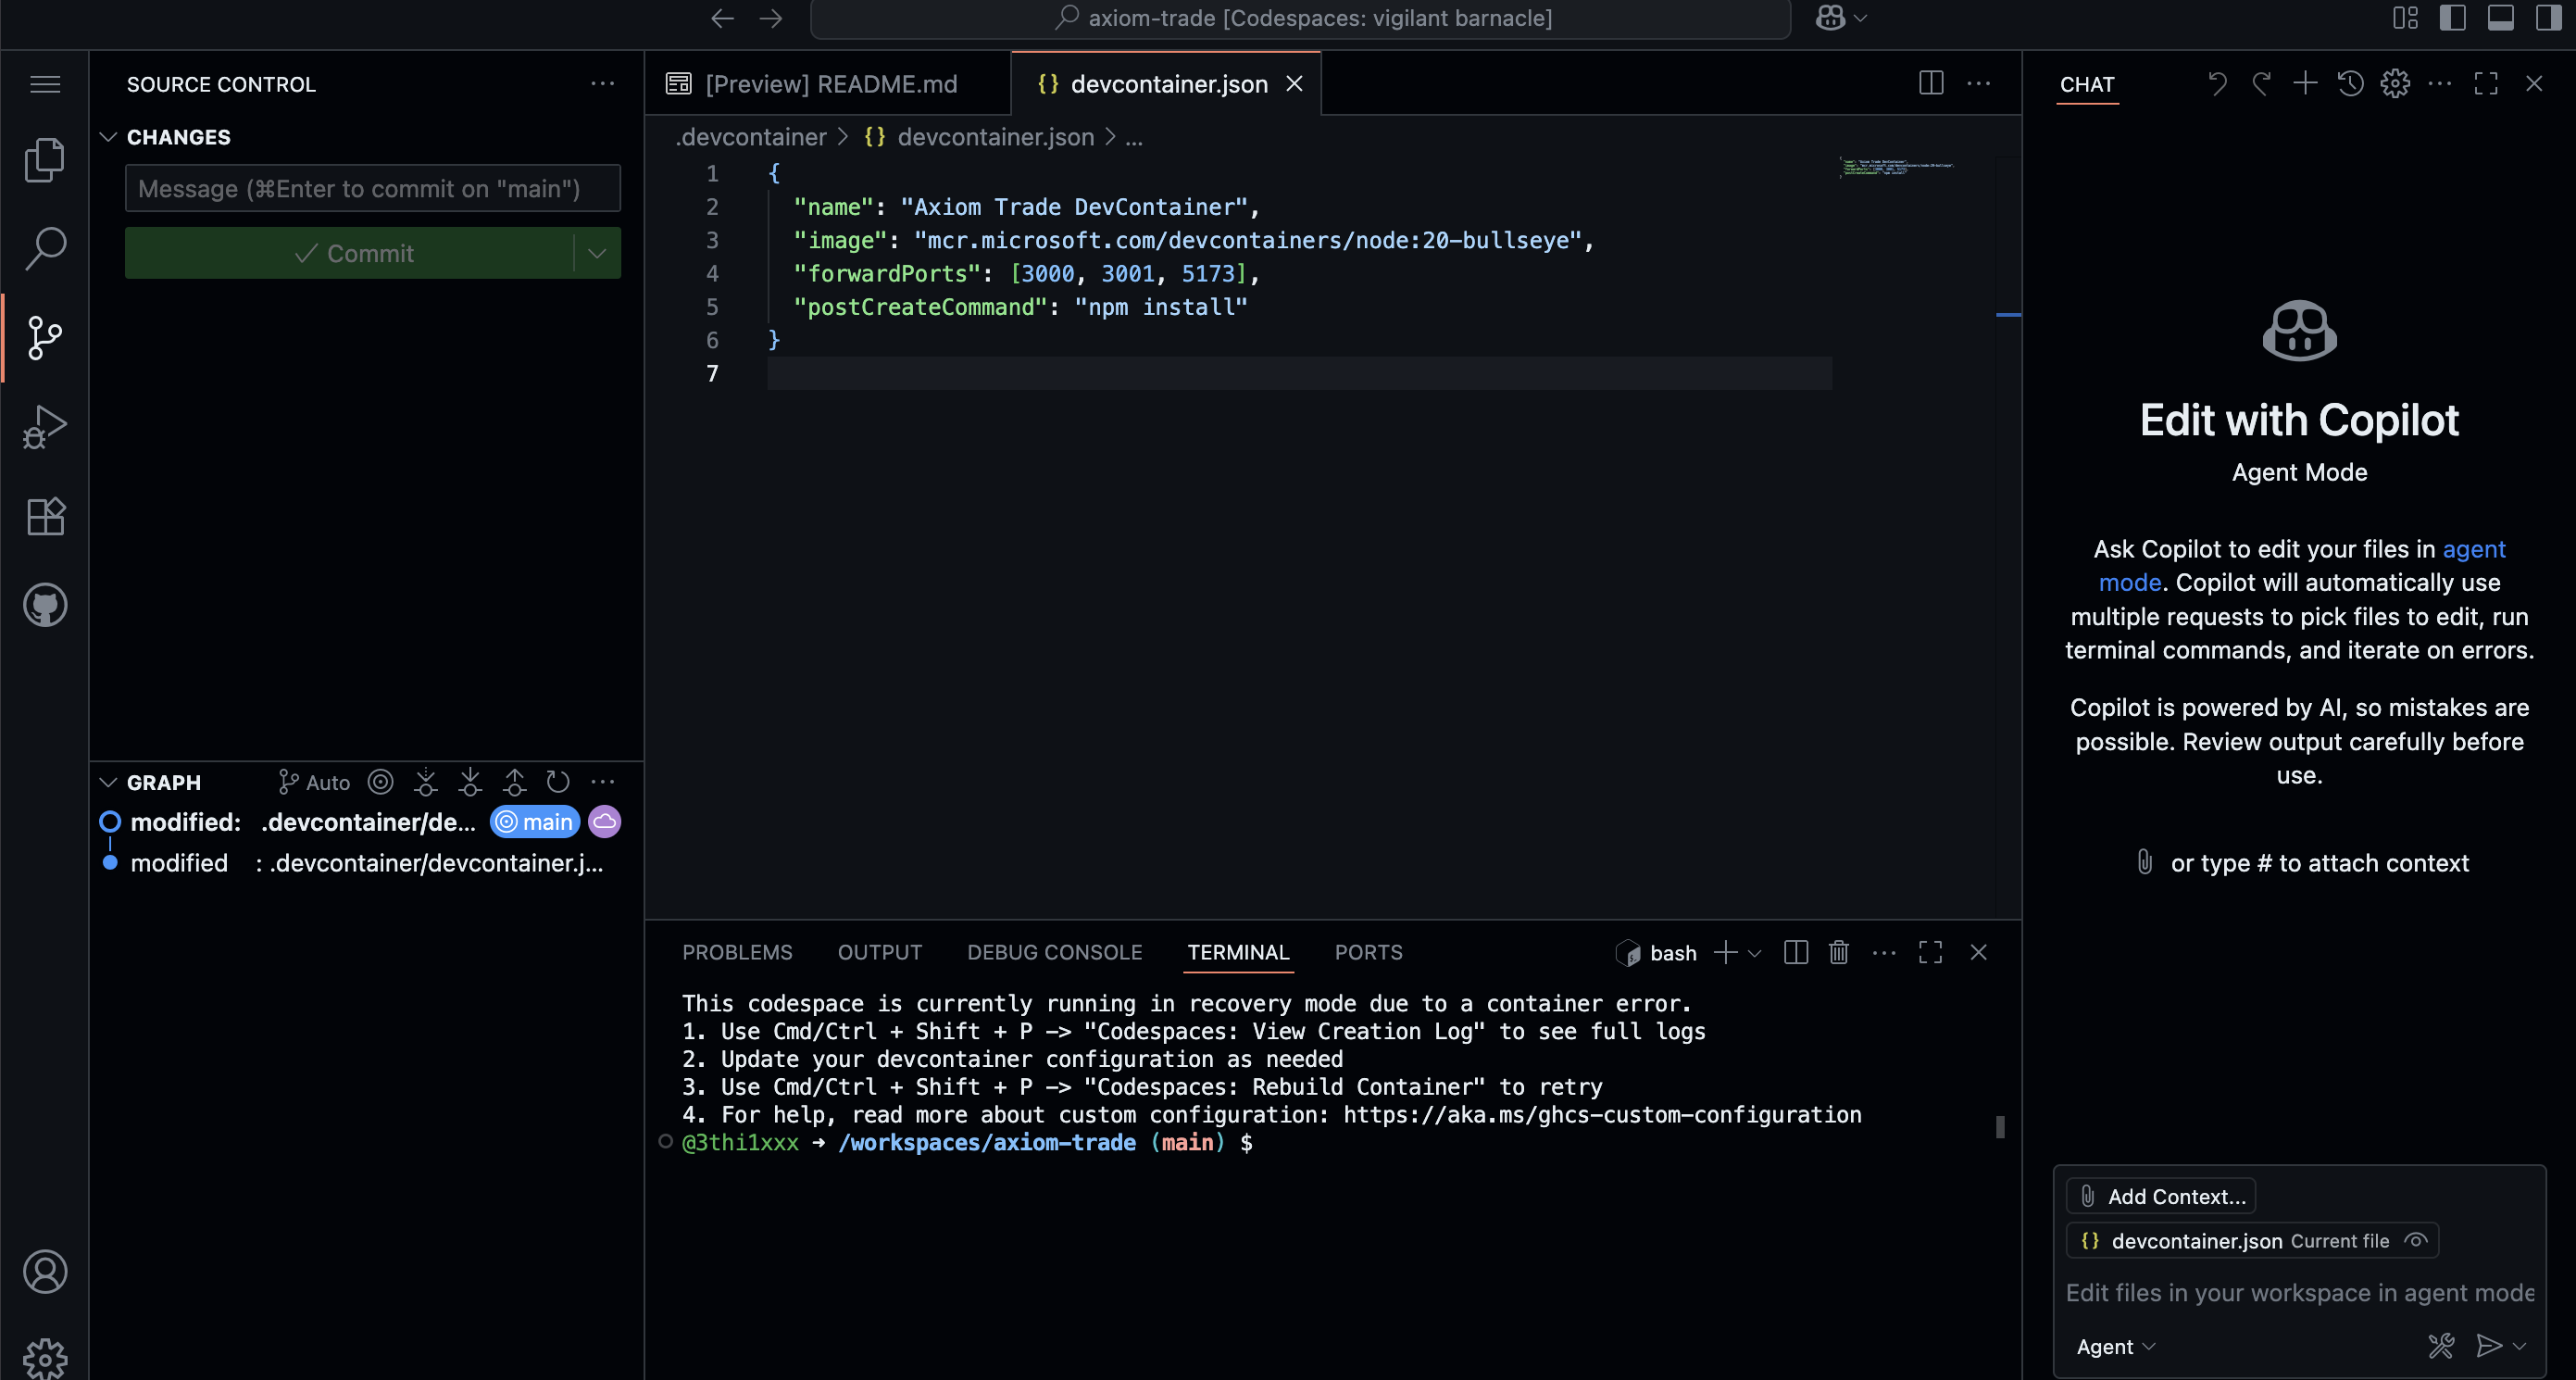 axiom-trade [Codespaces: vigilant barnacle]
SOURCE CONTROL
CHANGES
Message (⌘Enter to commit on "main")
Commit
GRAPH
Auto
modified: .devcontainer/de... main
modified : .devcontainer/devcontainer.j...
[Preview] README.md
devcontainer.json
.devcontainer > {} devcontainer.json > ...
1 {
2 "name": "Axiom Trade DevContainer",
3 "image": "mcr.microsoft.com/devcontainers/node:20-bullseye",
4 "forwardPorts": [3000, 3001, 5173],
5 "postCreateCommand": "npm install"
6 }
7
PROBLEMS OUTPUT DEBUG CONSOLE TERMINAL PORTS
bash
This codespace is currently running in recovery mode due to a container error.
1. Use Cmd/Ctrl + Shift + P -> "Codespaces: View Creation Log" to see full logs
2. Update your devcontainer configuration as needed
3. Use Cmd/Ctrl + Shift + P -> "Codespaces: Rebuild Container" to retry
4. For help, read more about custom configuration: https://aka.ms/ghcs-custom-configuration
@3thi1xxx → /workspaces/axiom-trade (main) $
CHAT
Edit with Copilot
Agent Mode
Ask Copilot to edit your files in agent
mode. Copilot will automatically use
multiple requests to pick files to edit, run
terminal commands, and iterate on errors.
Copilot is powered by AI, so mistakes are
possible. Review output carefully before
use.
or type # to attach context
Add Context...
{} devcontainer.json Current file
Edit files in your workspace in agent mode
Agent